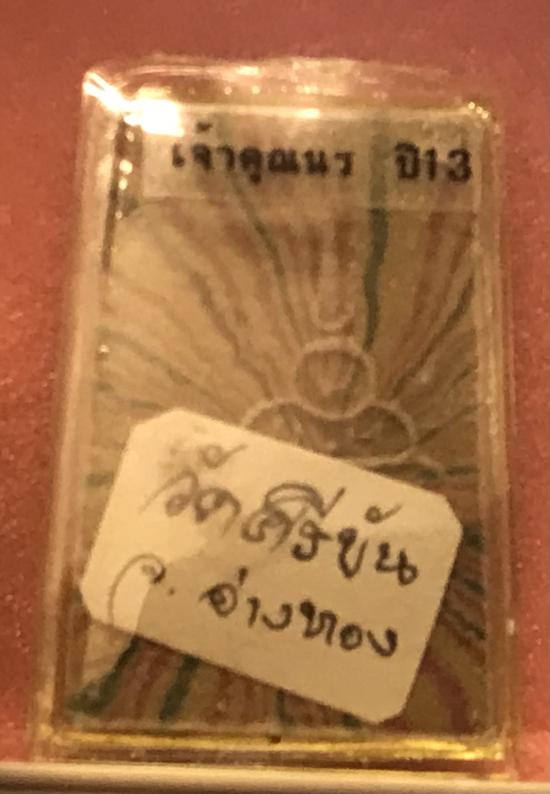 เจ้าคุณนร ปี13
วัดศรีขัน
จ. อ่างทอง